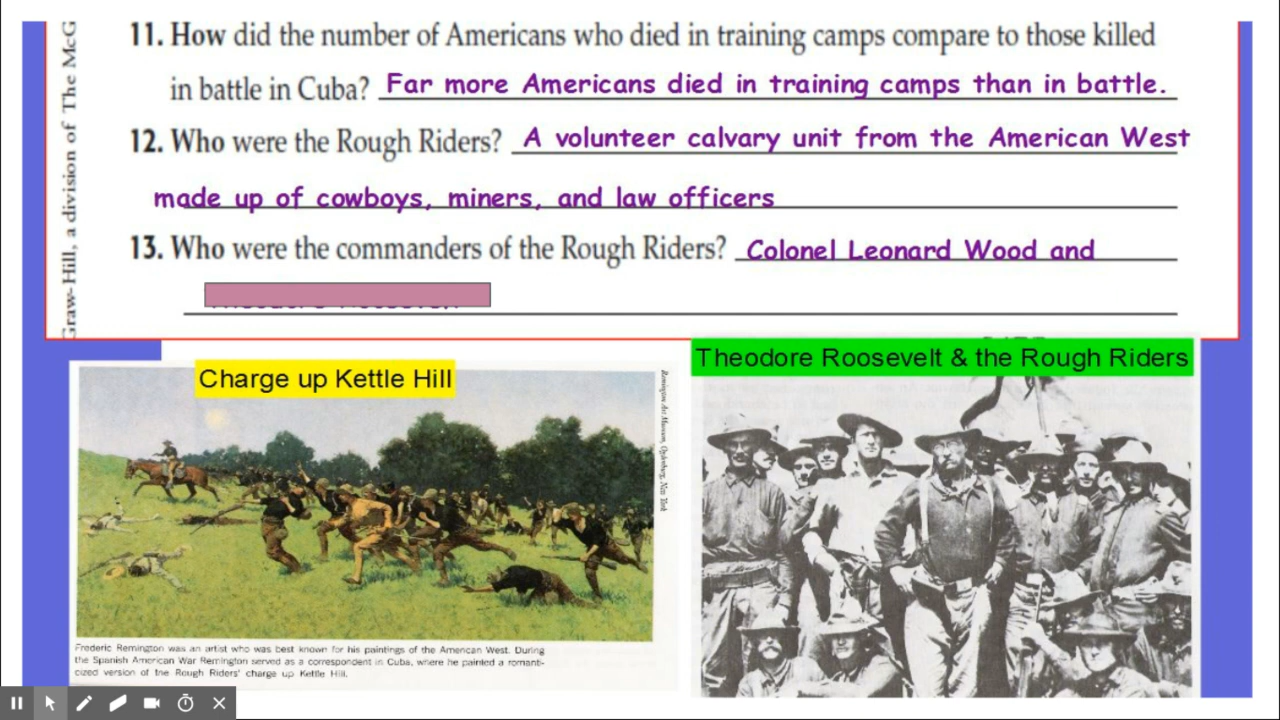 11. How did the number of Americans who died in training camps compare to those killed
in battle in Cuba? Far more Americans died in training camps than in battle.
12. Who were the Rough Riders? A volunteer calvary unit from the American West
made up of cowboys, miners, and law officers
13. Who were the commanders of the Rough Riders? Colonel Leonard Wood and
Graw-Hill, a division of The McG
Charge up Kettle Hill
Theodore Roosevelt & the Rough Riders
Remington Art Museum, Ogdensburg, New York
Frederic Remington was an artist who was best known for his paintings of the American West. During
the Spanish American War Remington served as a correspondent in Cuba, where he painted a romanti-
cized version of the Rough Riders' charge up Kettle Hill.